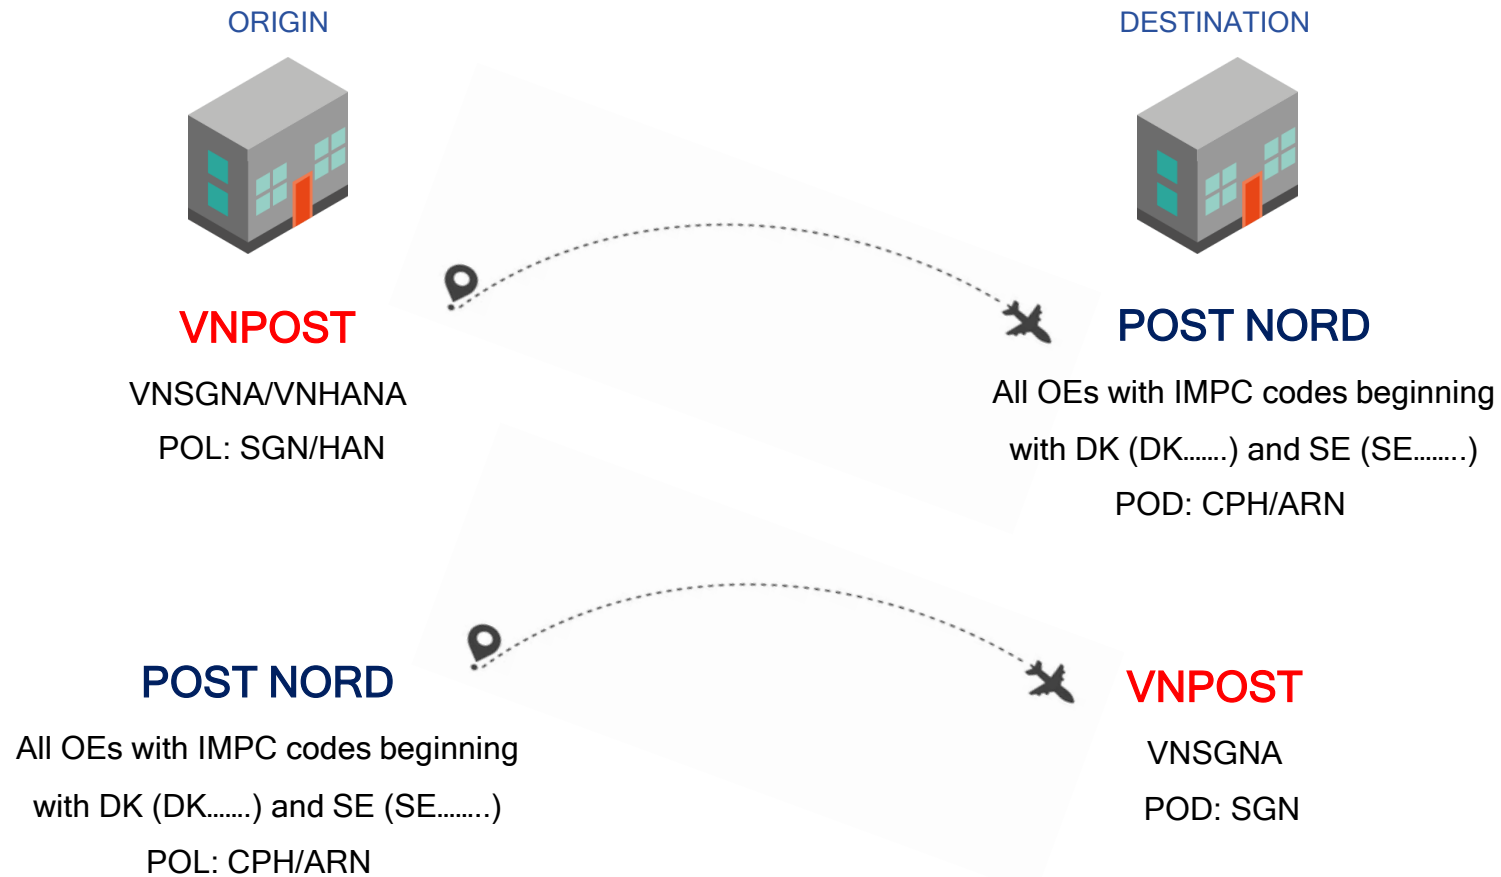 ORIGIN
DESTINATION
VNPOST
VNSGNA/VNHANA
POL: SGN/HAN
POST NORD
All OEs with IMPC codes beginning
with DK (DK…….) and SE (SE……..)
POD: CPH/ARN
POST NORD
All OEs with IMPC codes beginning
with DK (DK…….) and SE (SE……..)
POL: CPH/ARN
VNPOST
VNSGNA
POD: SGN